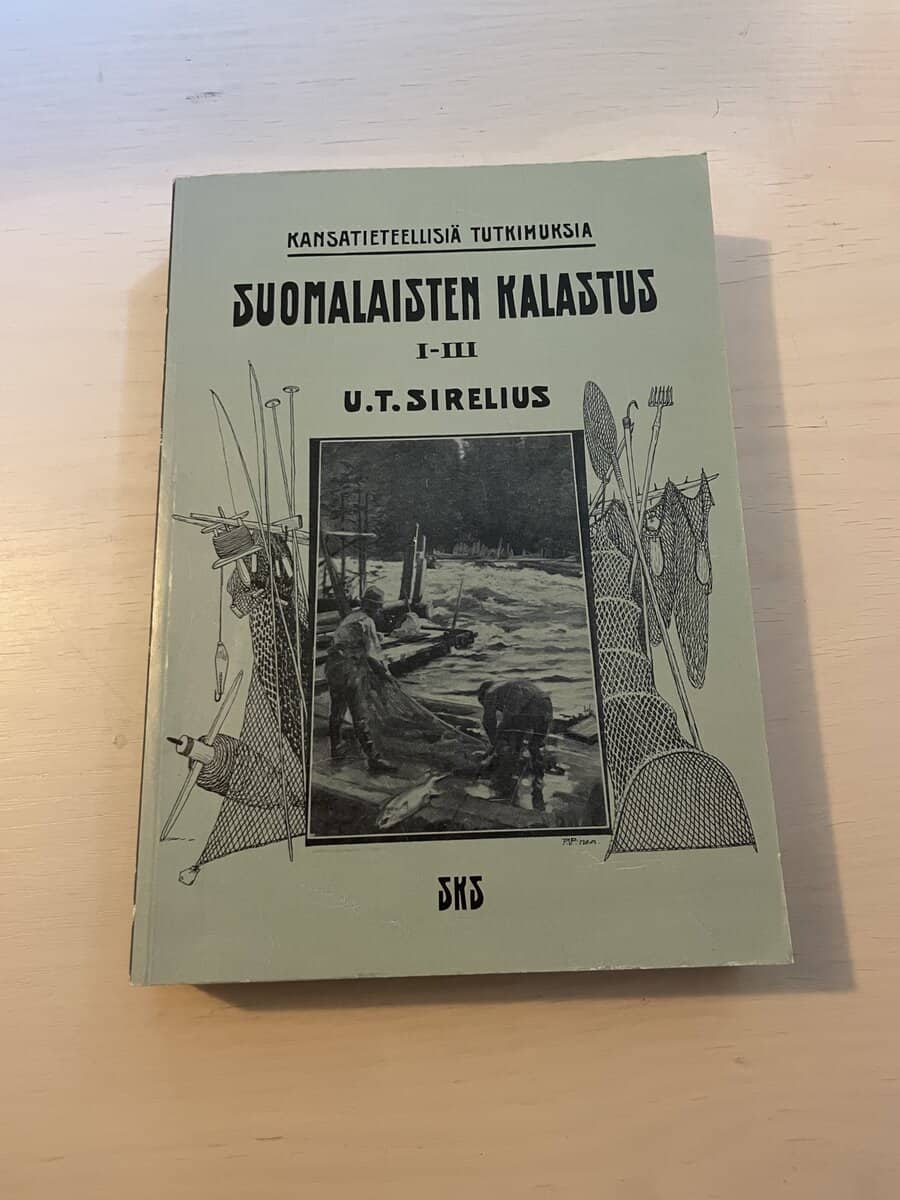 KANSATIETEELLISIÄ TUTKIMUKSIA
SUOMALAISTEN KALASTUS
I-III
U.T. SIRELIUS
SKS